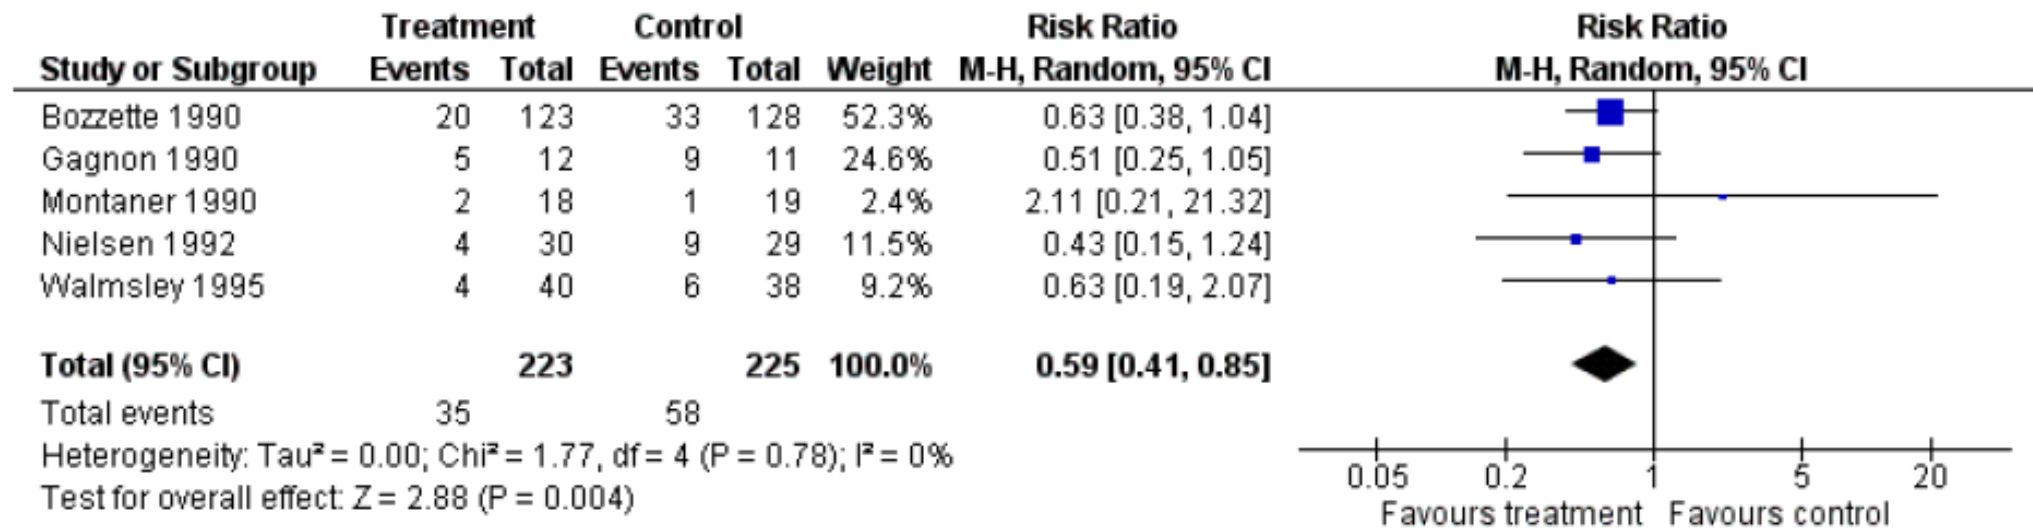 Treatment Control Risk Ratio Risk Ratio
Study or Subgroup Events Total Events Total Weight M-H, Random, 95% CI M-H, Random, 95% CI
Bozzette 1990 20 123 33 128 52.3% 0.63 [0.38, 1.04]
Gagnon 1990 5 12 9 11 24.6% 0.51 [0.25, 1.05]
Montaner 1990 2 18 1 19 2.4% 2.11 [0.21, 21.32]
Nielsen 1992 4 30 9 29 11.5% 0.43 [0.15, 1.24]
Walmsley 1995 4 40 6 38 9.2% 0.63 [0.19, 2.07]
Total (95% CI) 223 225 100.0% 0.59 [0.41, 0.85]
Total events 35 58
Heterogeneity: Tau² = 0.00; Chi² = 1.77, df = 4 (P = 0.78); I² = 0%
Test for overall effect: Z = 2.88 (P = 0.004)
0.05 0.2 1 5 20
Favours treatment Favours control